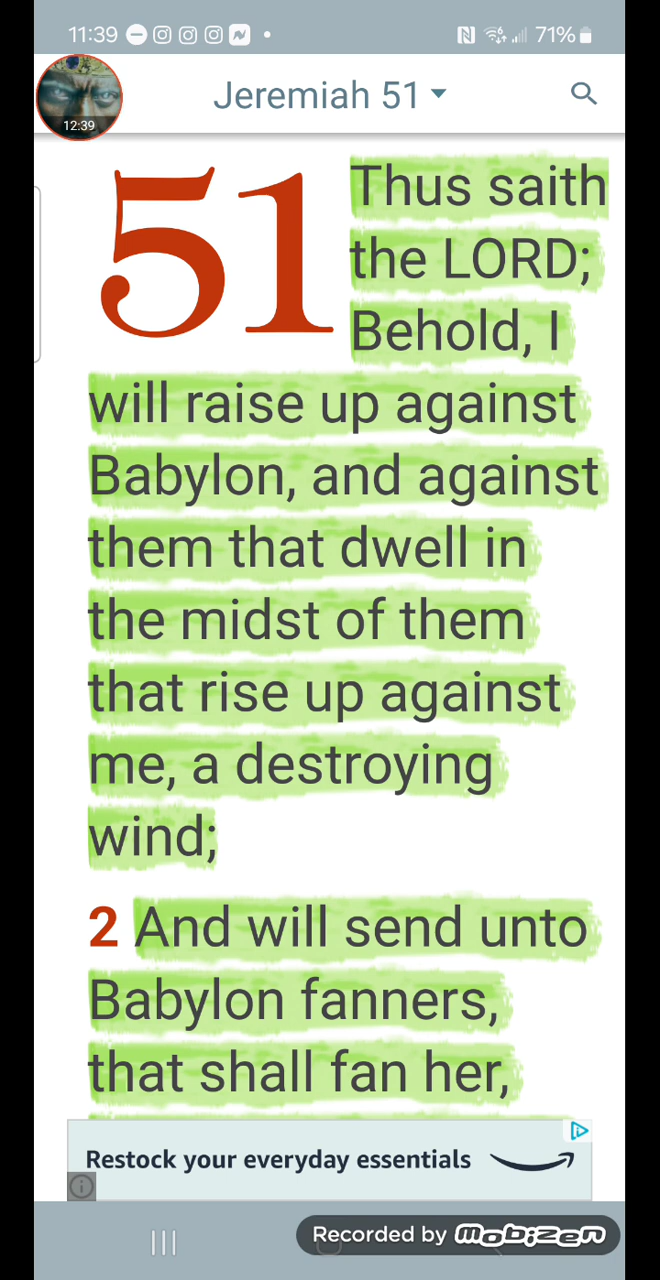 11:39
71%
12:39
Jeremiah 51
51 Thus saith
the LORD;
Behold, I
will raise up against
Babylon, and against
them that dwell in
the midst of them
that rise up against
me, a destroying
wind;
2 And will send unto
Babylon fanners,
that shall fan her,
Restock your everyday essentials
Recorded by mobizen